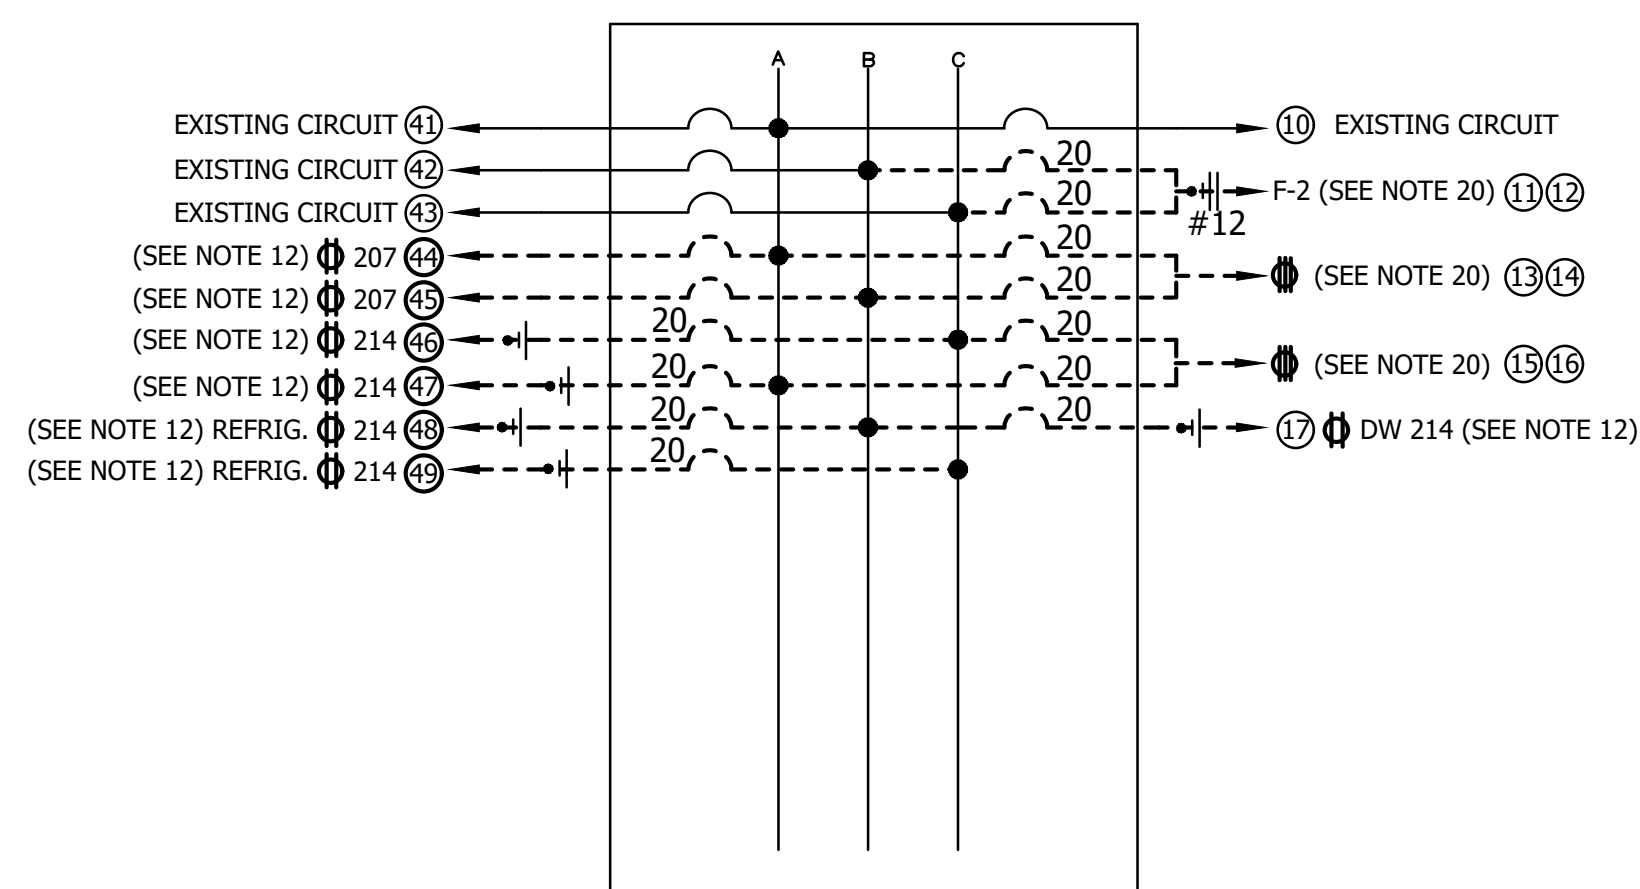 A B C
EXISTING CIRCUIT 41 10 EXISTING CIRCUIT
EXISTING CIRCUIT 42 20
20 F-2 (SEE NOTE 20) 11 12
EXISTING CIRCUIT 43 #12
(SEE NOTE 12) 207 44 20
20 (SEE NOTE 20) 13 14
(SEE NOTE 12) 207 45
(SEE NOTE 12) 214 46 20 20
20 20 (SEE NOTE 20) 15 16
(SEE NOTE 12) 214 47
(SEE NOTE 12) REFRIG. 214 48 20 20 17 DW 214 (SEE NOTE 12)
(SEE NOTE 12) REFRIG. 214 49 20